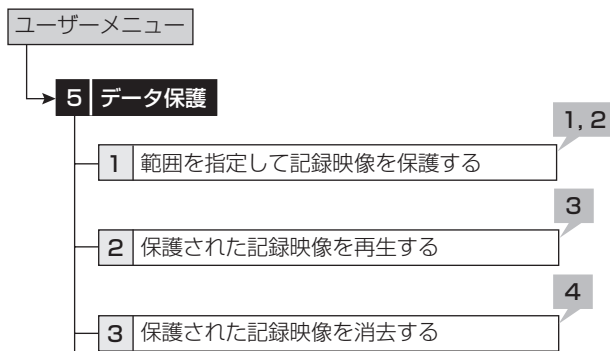 ユーザーメニュー
5 データ保護
1, 2
1 範囲を指定して記録映像を保護する
3
2 保護された記録映像を再生する
4
3 保護された記録映像を消去する